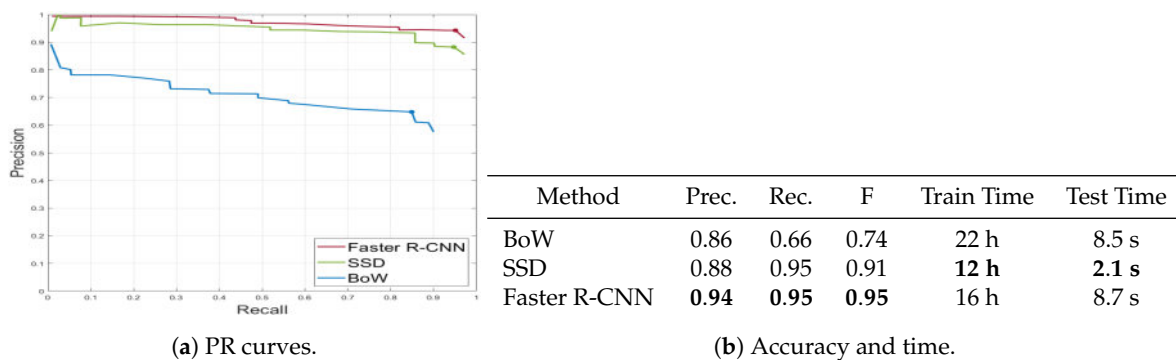 1
0.9
0.8
0.7
0.6
0.5
0.4
0.3
0.2
0.1
0
Precision
0 0.1 0.2 0.3 0.4 0.5 0.6 0.7 0.8 0.9 1
Recall
Faster R-CNN
SSD
BoW
(a) PR curves.
Method Prec. Rec. F Train Time Test Time
BoW 0.86 0.66 0.74 22 h 8.5 s
SSD 0.88 0.95 0.91 12 h 2.1 s
Faster R-CNN 0.94 0.95 0.95 16 h 8.7 s
(b) Accuracy and time.